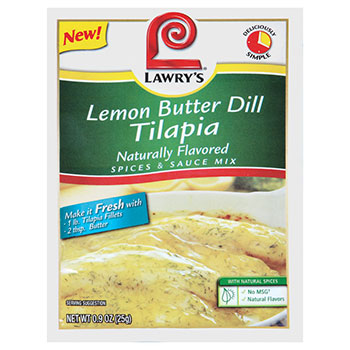 New!
DELICIOUSLY
SIMPLE
LAWRY'S
Lemon Butter Dill
Tilapia
Naturally Flavored
SPICES & SAUCE MIX
Make it Fresh with -
- 1 lb. Tilapia Fillets
- 2 tbsp. Butter
WITH NATURAL SPICES
✓ No MSG*
✓ Natural Flavors
SERVING SUGGESTION
NET WT 0.9 OZ (25g)